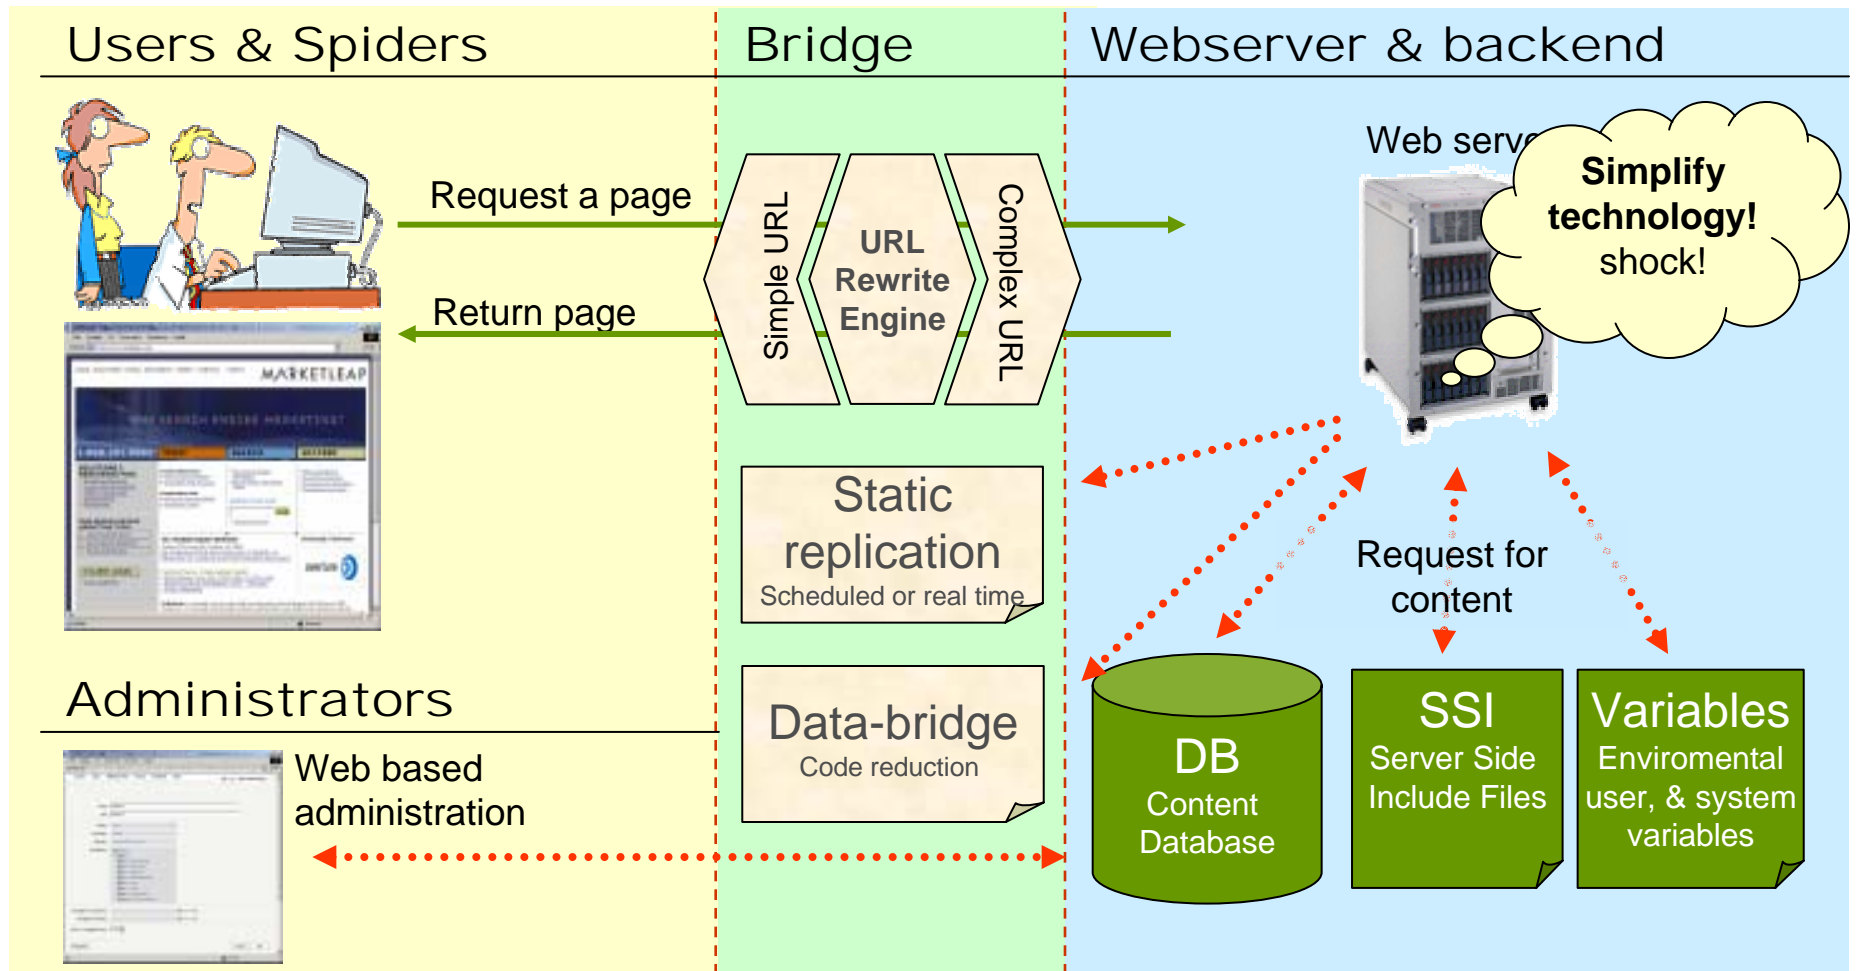 Users & Spiders
Bridge
Webserver & backend
Request a page
Return page
Simple URL
URL
Rewrite
Engine
Complex URL
Web serve
Simplify
technology!
shock!
MARKETLEAP
Static
replication
Scheduled or real time
Request for
content
Administrators
Web based
administration
Data-bridge
Code reduction
DB
Content
Database
SSI
Server Side
Include Files
Variables
Enviromental
user, & system
variables